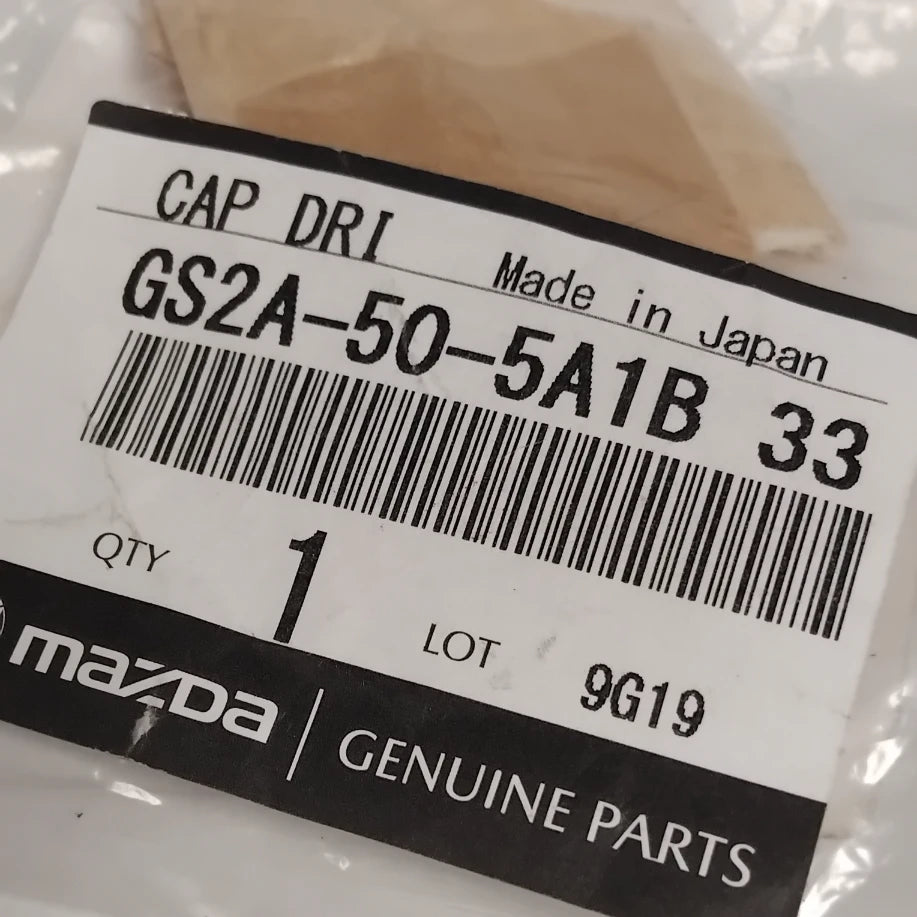 CAP DRI
Made in Japan
GS2A-50-5A1B 33
QTY 1 LOT 9G19
mazda GENUINE PARTS